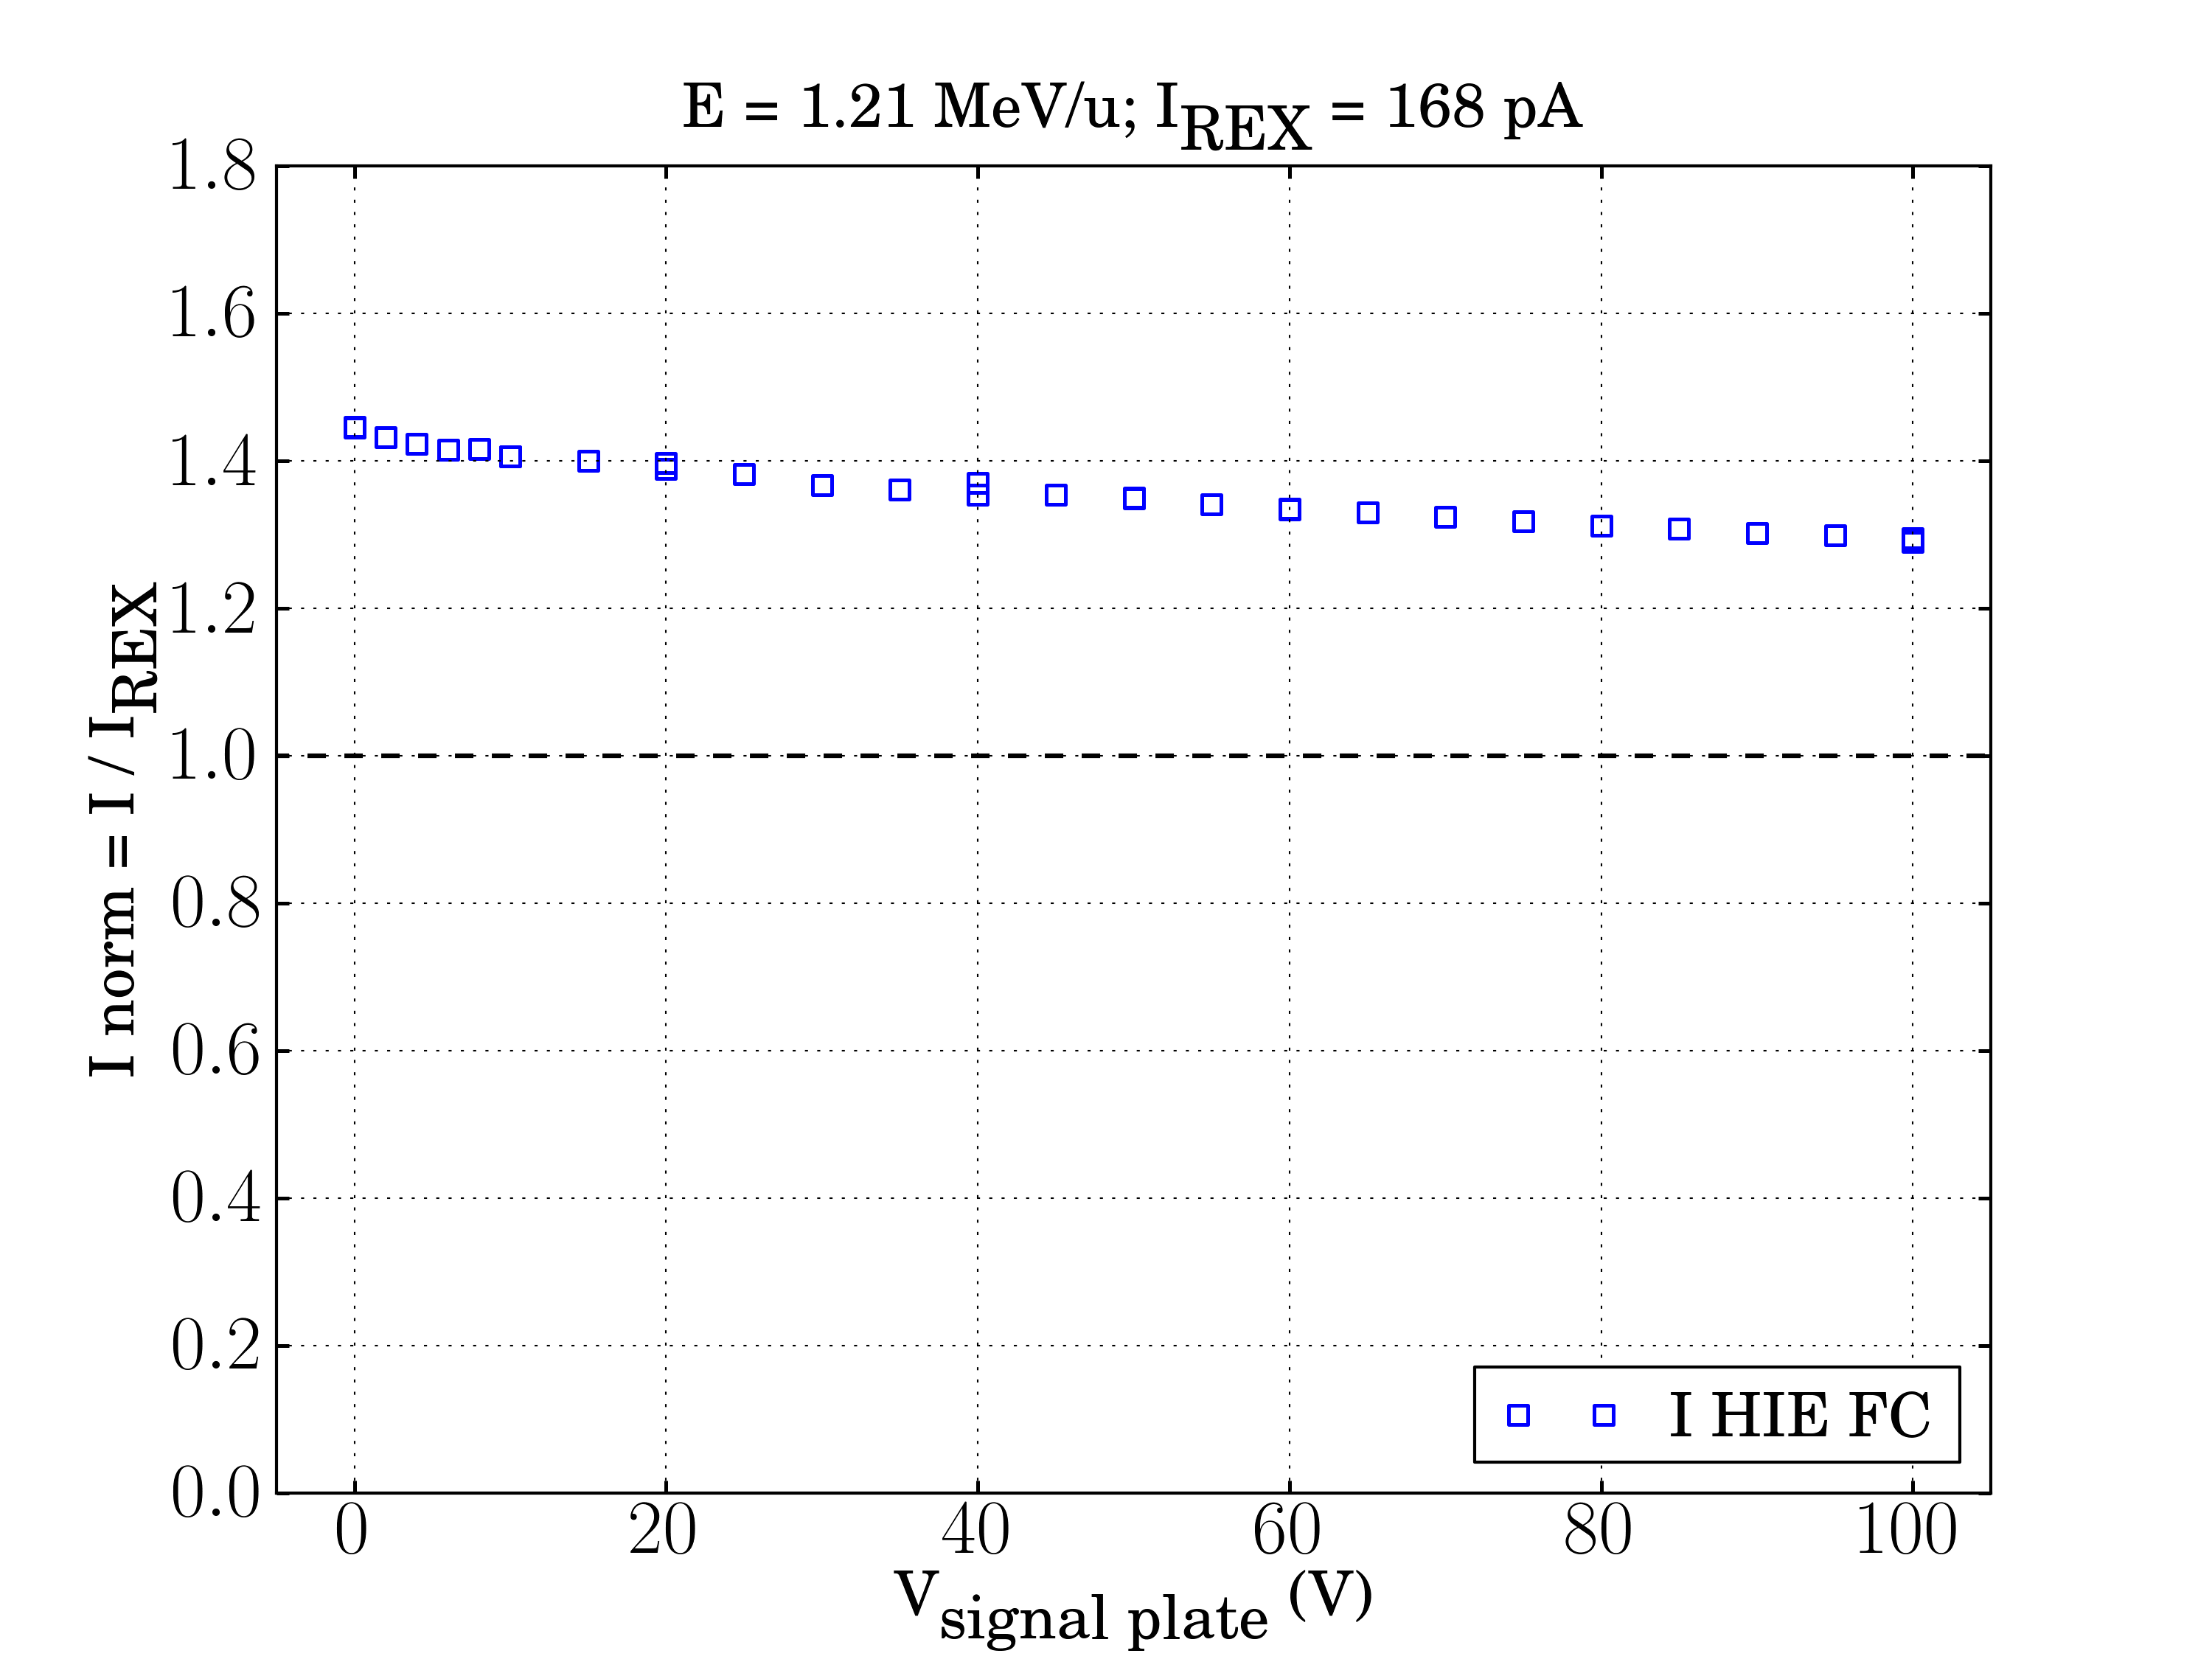 E = 1.21 MeV/u; I_REX = 168 pA
1.8
1.6
1.4
1.2
1.0
0.8
0.6
0.4
0.2
0.0
I norm = I / I_REX
I HIE FC
0 20 40 60 80 100
V_signal plate (V)